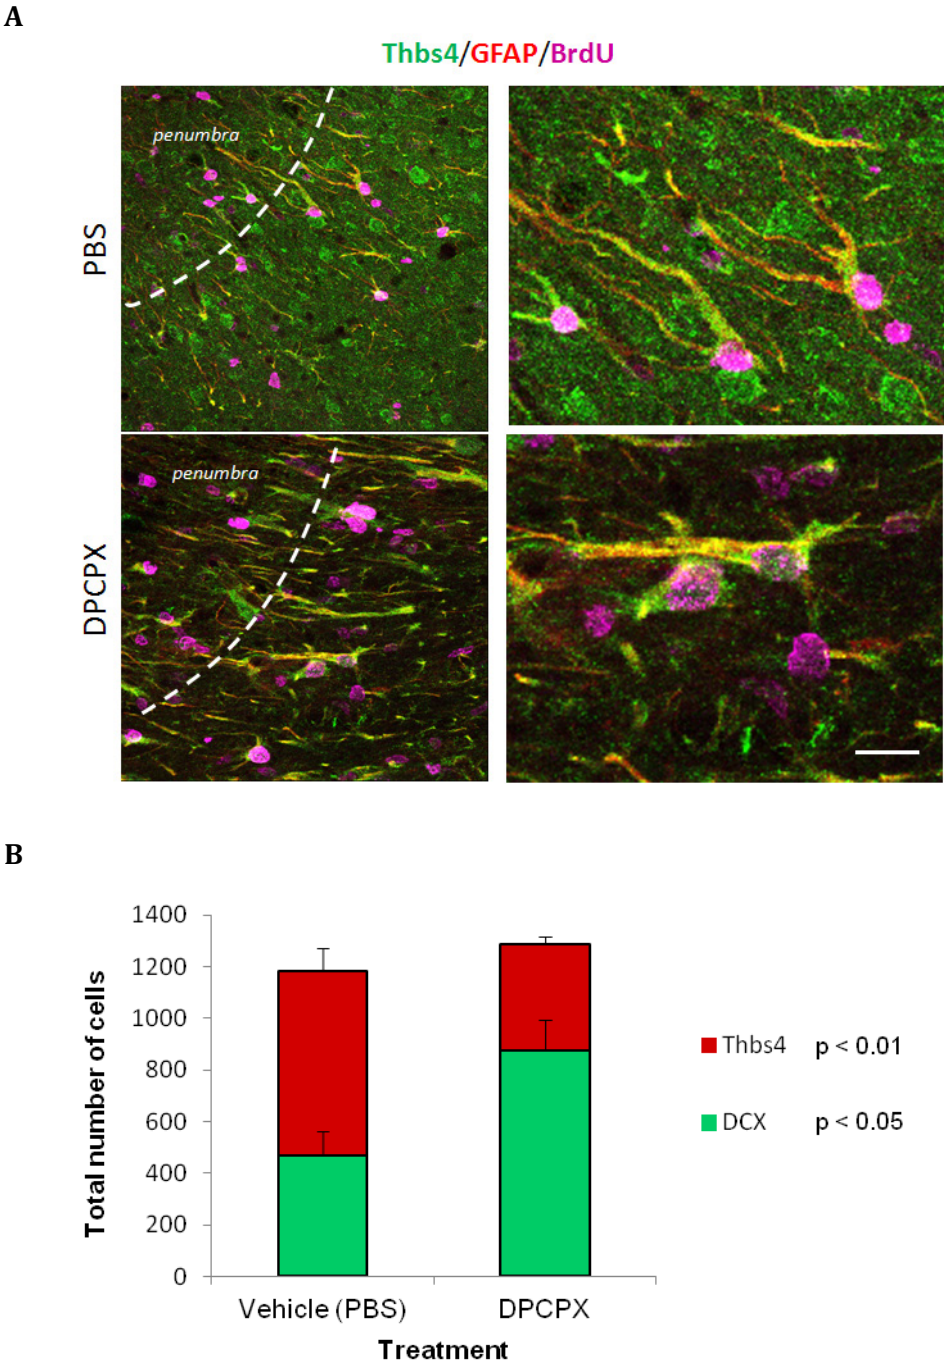 A
Thbs4/GFAP/BrdU
penumbra
PBS
penumbra
DPCPX
B
1400
1200
1000
800
600
400
200
0
Total number of cells
Thbs4 p < 0.01
DCX p < 0.05
Vehicle (PBS) DPCPX
Treatment